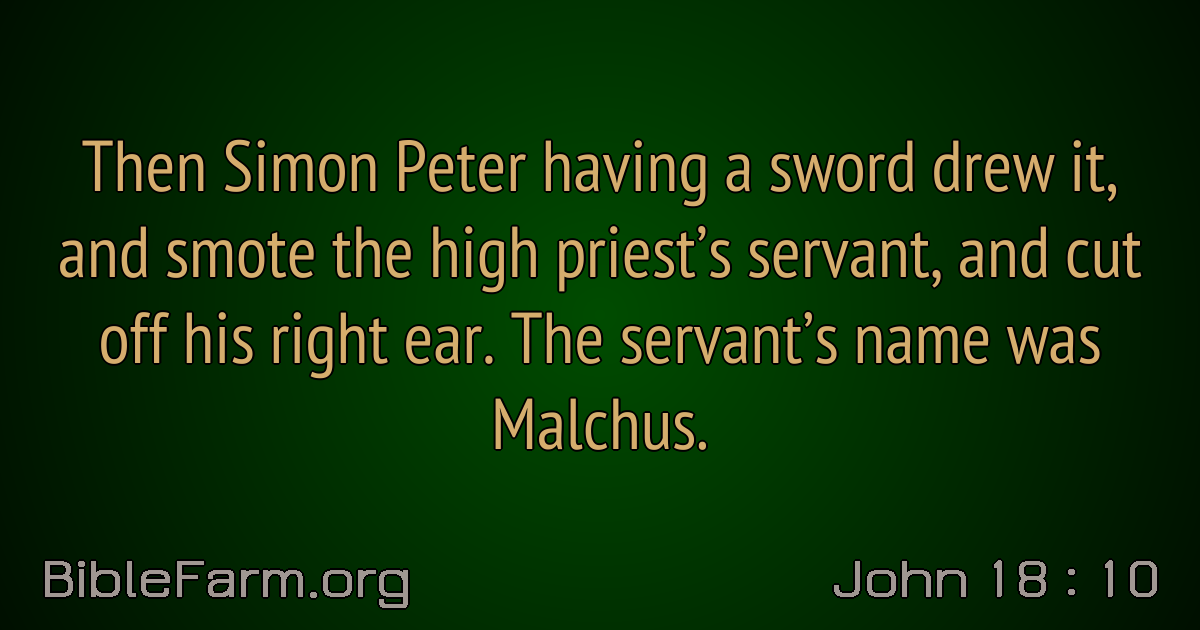 Then Simon Peter having a sword drew it,
and smote the high priest’s servant, and cut
off his right ear. The servant’s name was
Malchus.
BibleFarm.org
John 18 : 10